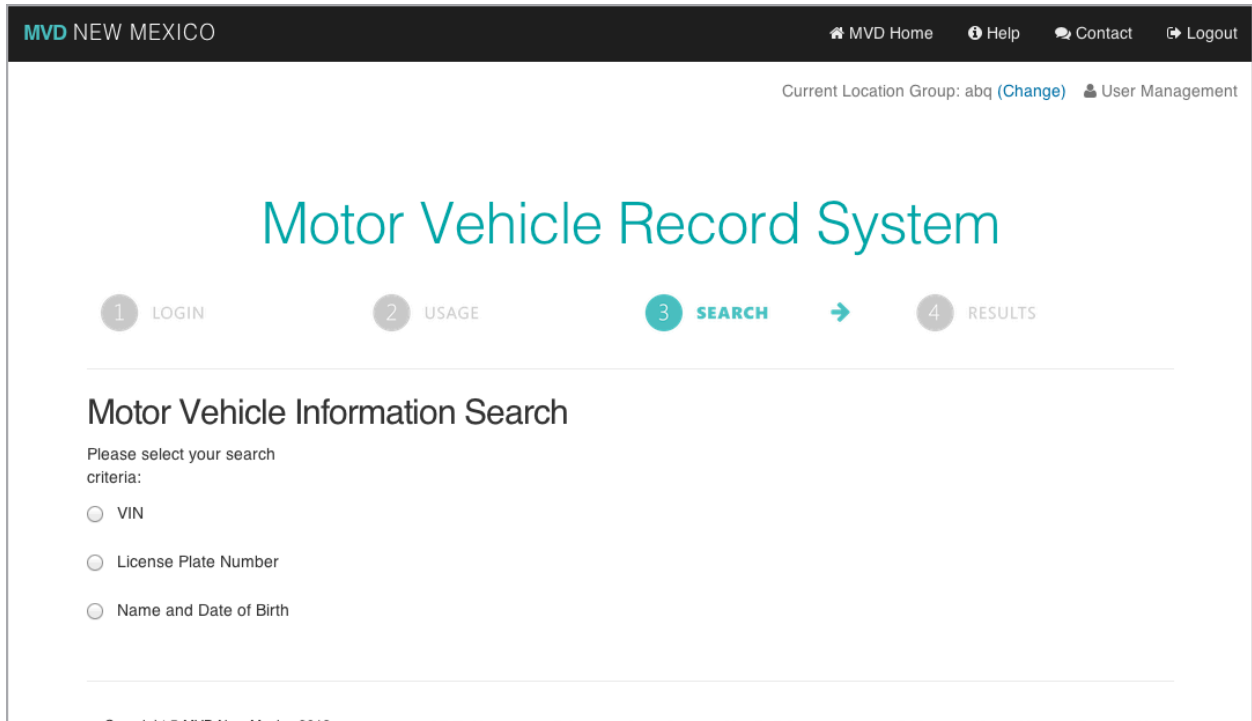 MVD NEW MEXICO MVD Home Help Contact Logout
Current Location Group: abq (Change) User Management
Motor Vehicle Record System
1 LOGIN 2 USAGE 3 SEARCH 4 RESULTS
Motor Vehicle Information Search
Please select your search
criteria:
VIN
License Plate Number
Name and Date of Birth